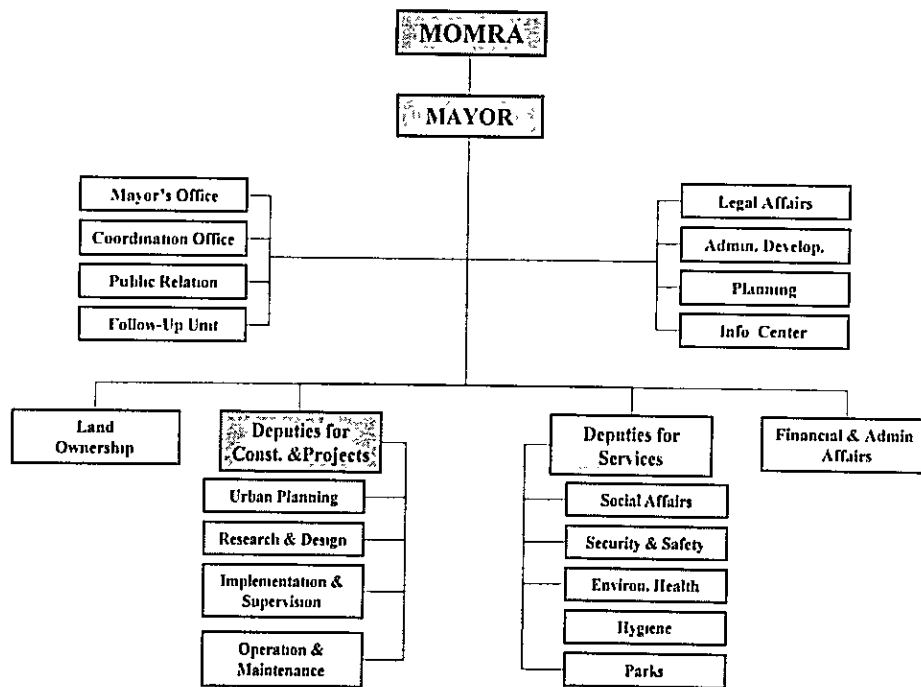 MOMRA
MAYOR
Mayor's Office
Coordination Office
Public Relation
Follow-Up Unit
Legal Affairs
Admin. Develop.
Planning
Info Center
Land
Ownership
Deputies for
Const. &Projects
Urban Planning
Research & Design
Implementation &
Supervision
Operation &
Maintenance
Deputies for
Services
Social Affairs
Security & Safety
Environ. Health
Hygiene
Parks
Financial & Admin
Affairs